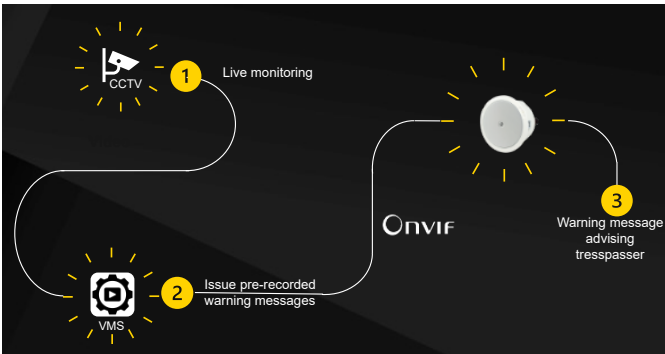 CCTV
1
Live monitoring
ONVIF
3
Warning message
advising
tresspasser
2
Issue pre-recorded
warning messages
VMS